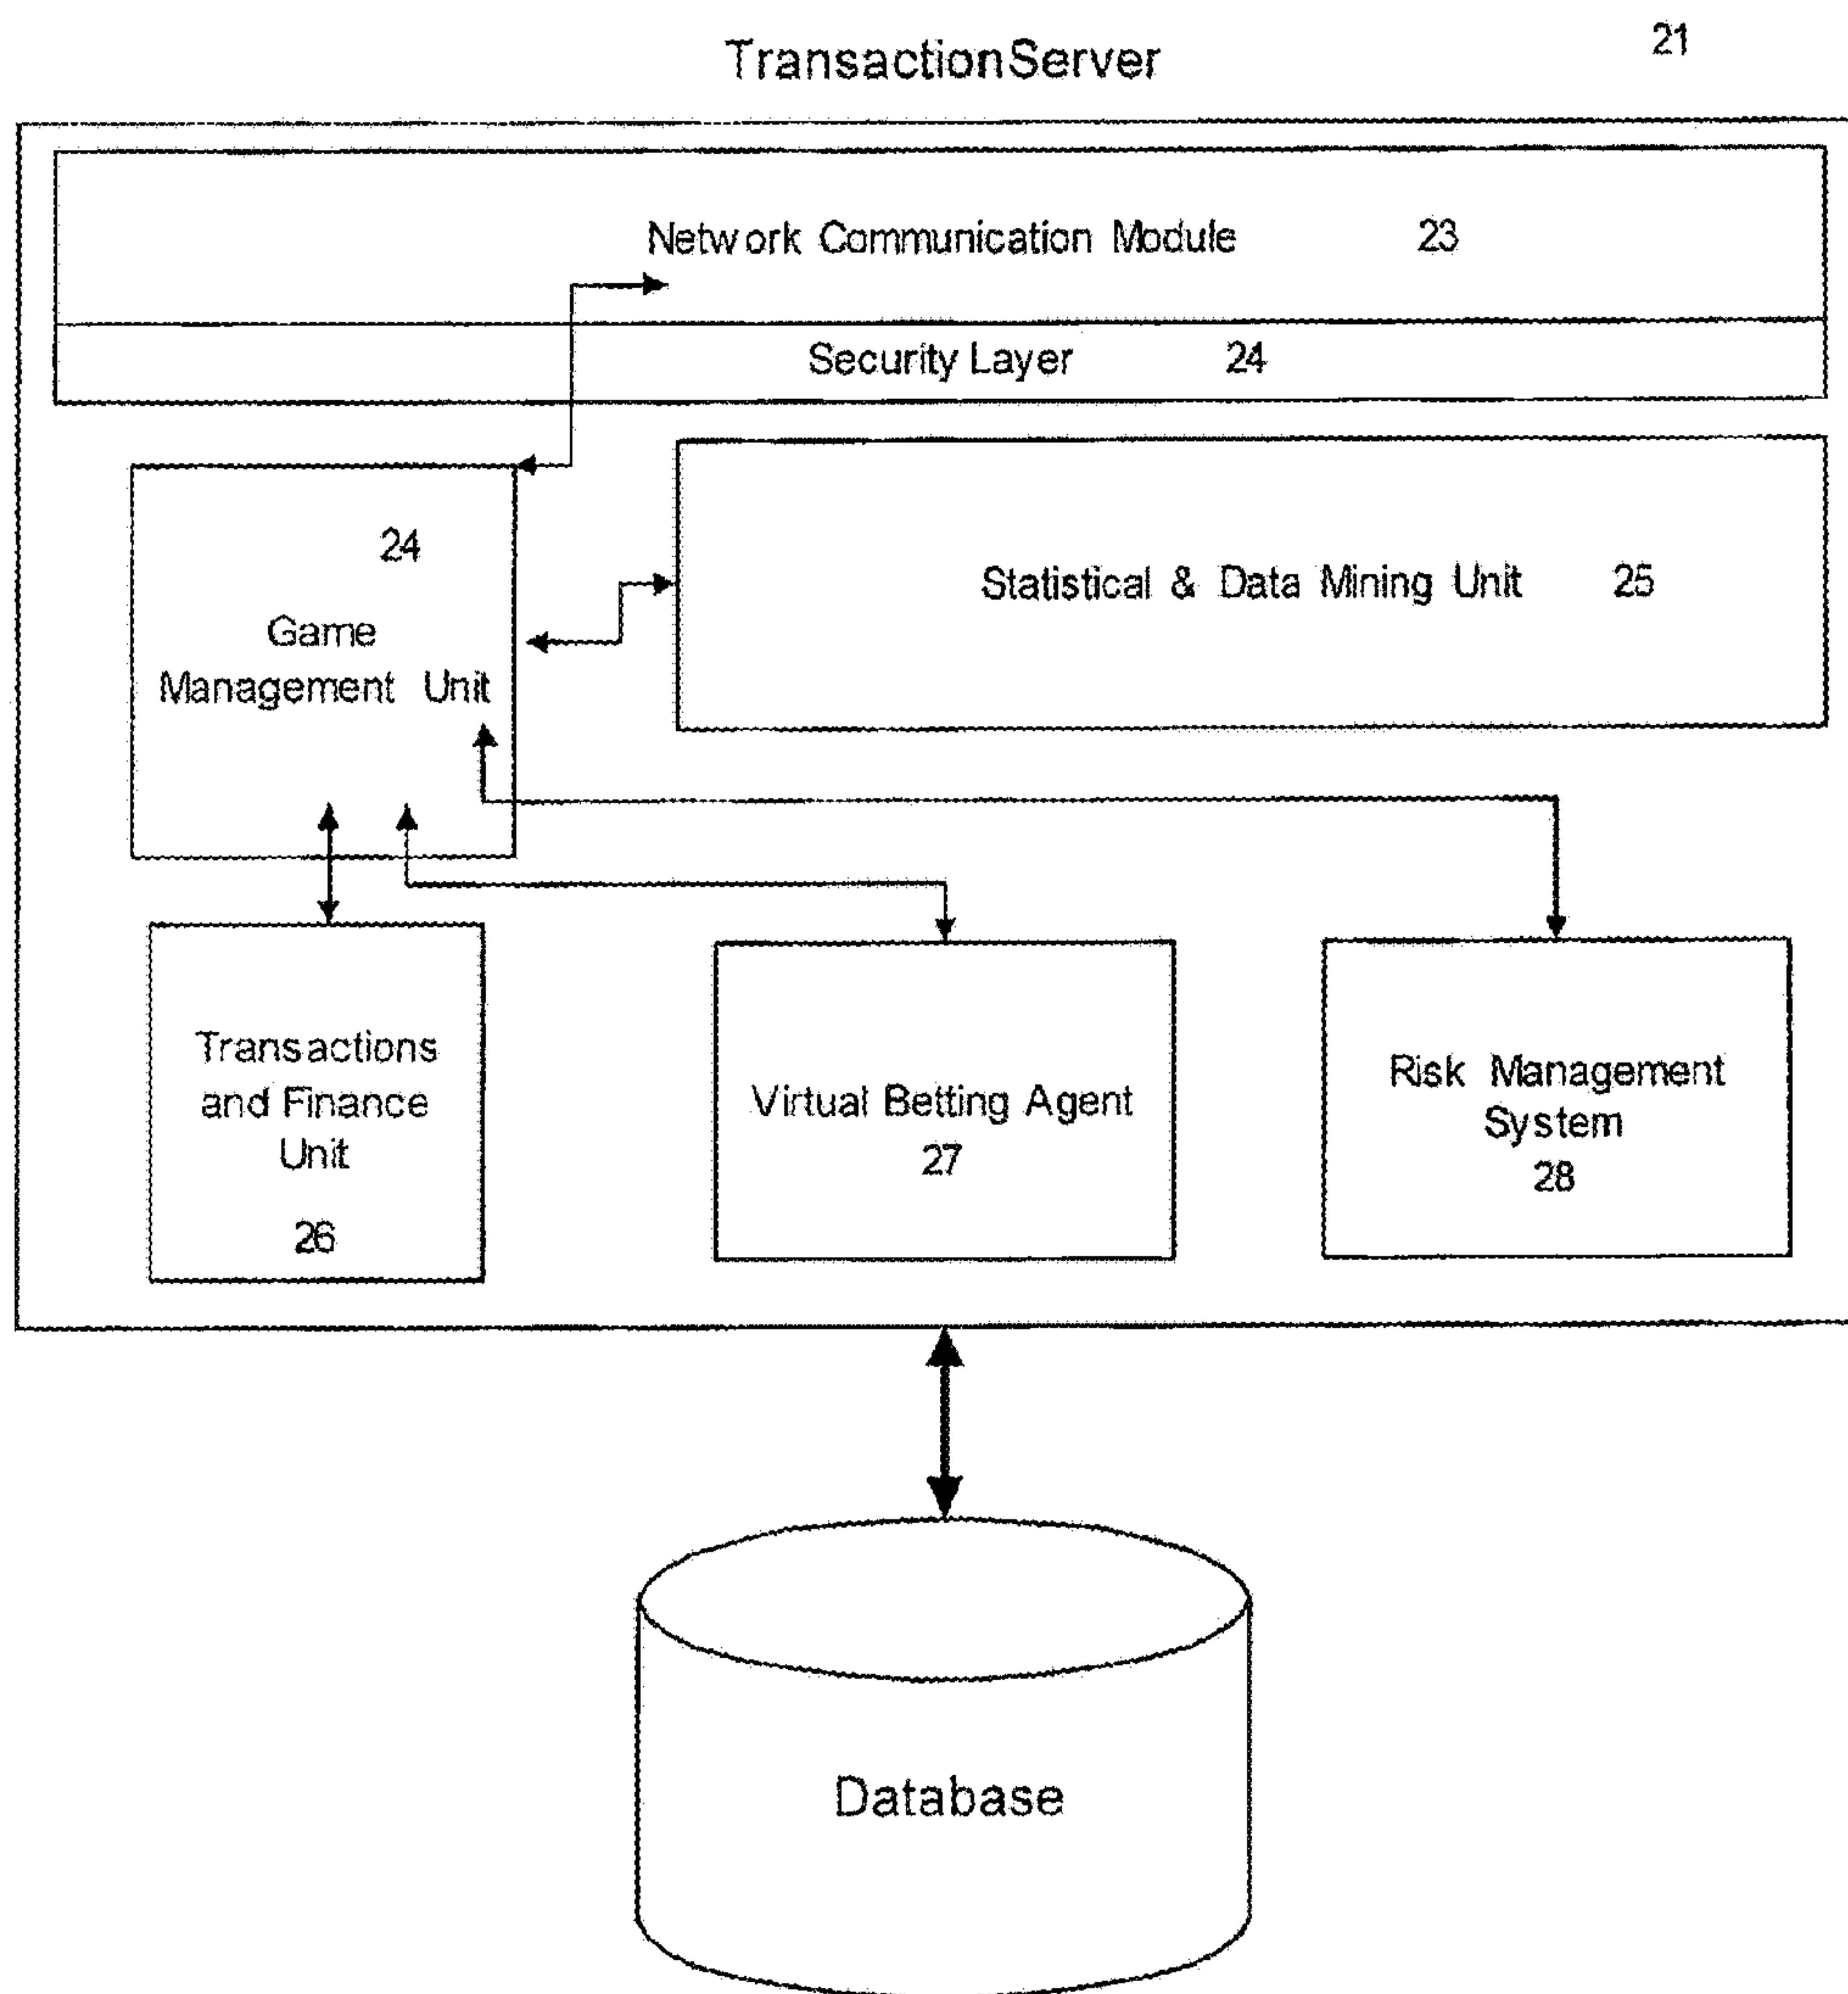 TransactionServer 21
Network Communication Module 23
Security Layer 24
24
Game
Management Unit
Statistical & Data Mining Unit 25
Transactions
and Finance
Unit
26
Virtual Betting Agent
27
Risk Management
System
28
Database